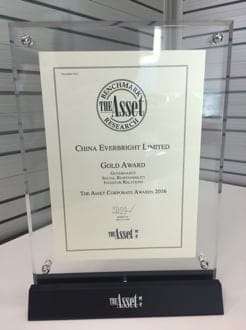 BENCHMARK
THE Asset
RESEARCH
CHINA EVERBRIGHT LIMITED
GOLD AWARD
GOVERNANCE
SOCIAL RESPONSIBILITY
INVESTOR RELATIONS
THE ASSET CORPORATE AWARDS 2016
THE Asset
THE Asset